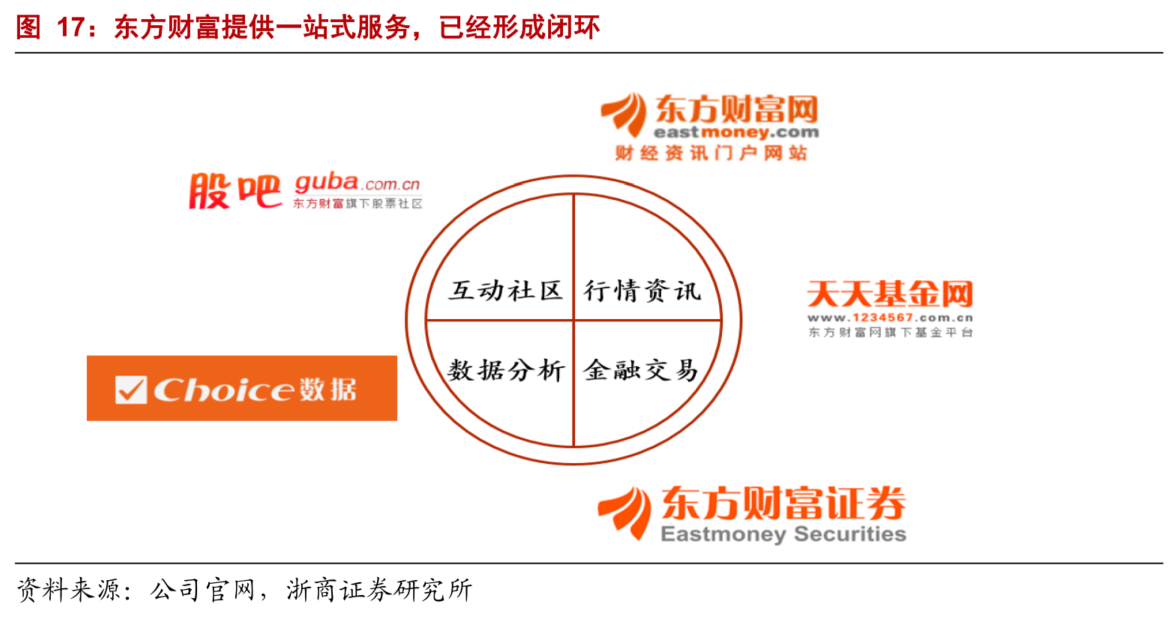 图 17：东方财富提供一站式服务，已经形成闭环
东方财富网
eastmoney.com
财经资讯门户网站
股吧 guba.com.cn
东方财富旗下股票社区
互动社区 行情资讯
天天基金网
www.1234567.com.cn
东方财富网旗下基金平台
数据分析 金融交易
Choice数据
东方财富证券
Eastmoney Securities
资料来源：公司官网，浙商证券研究所